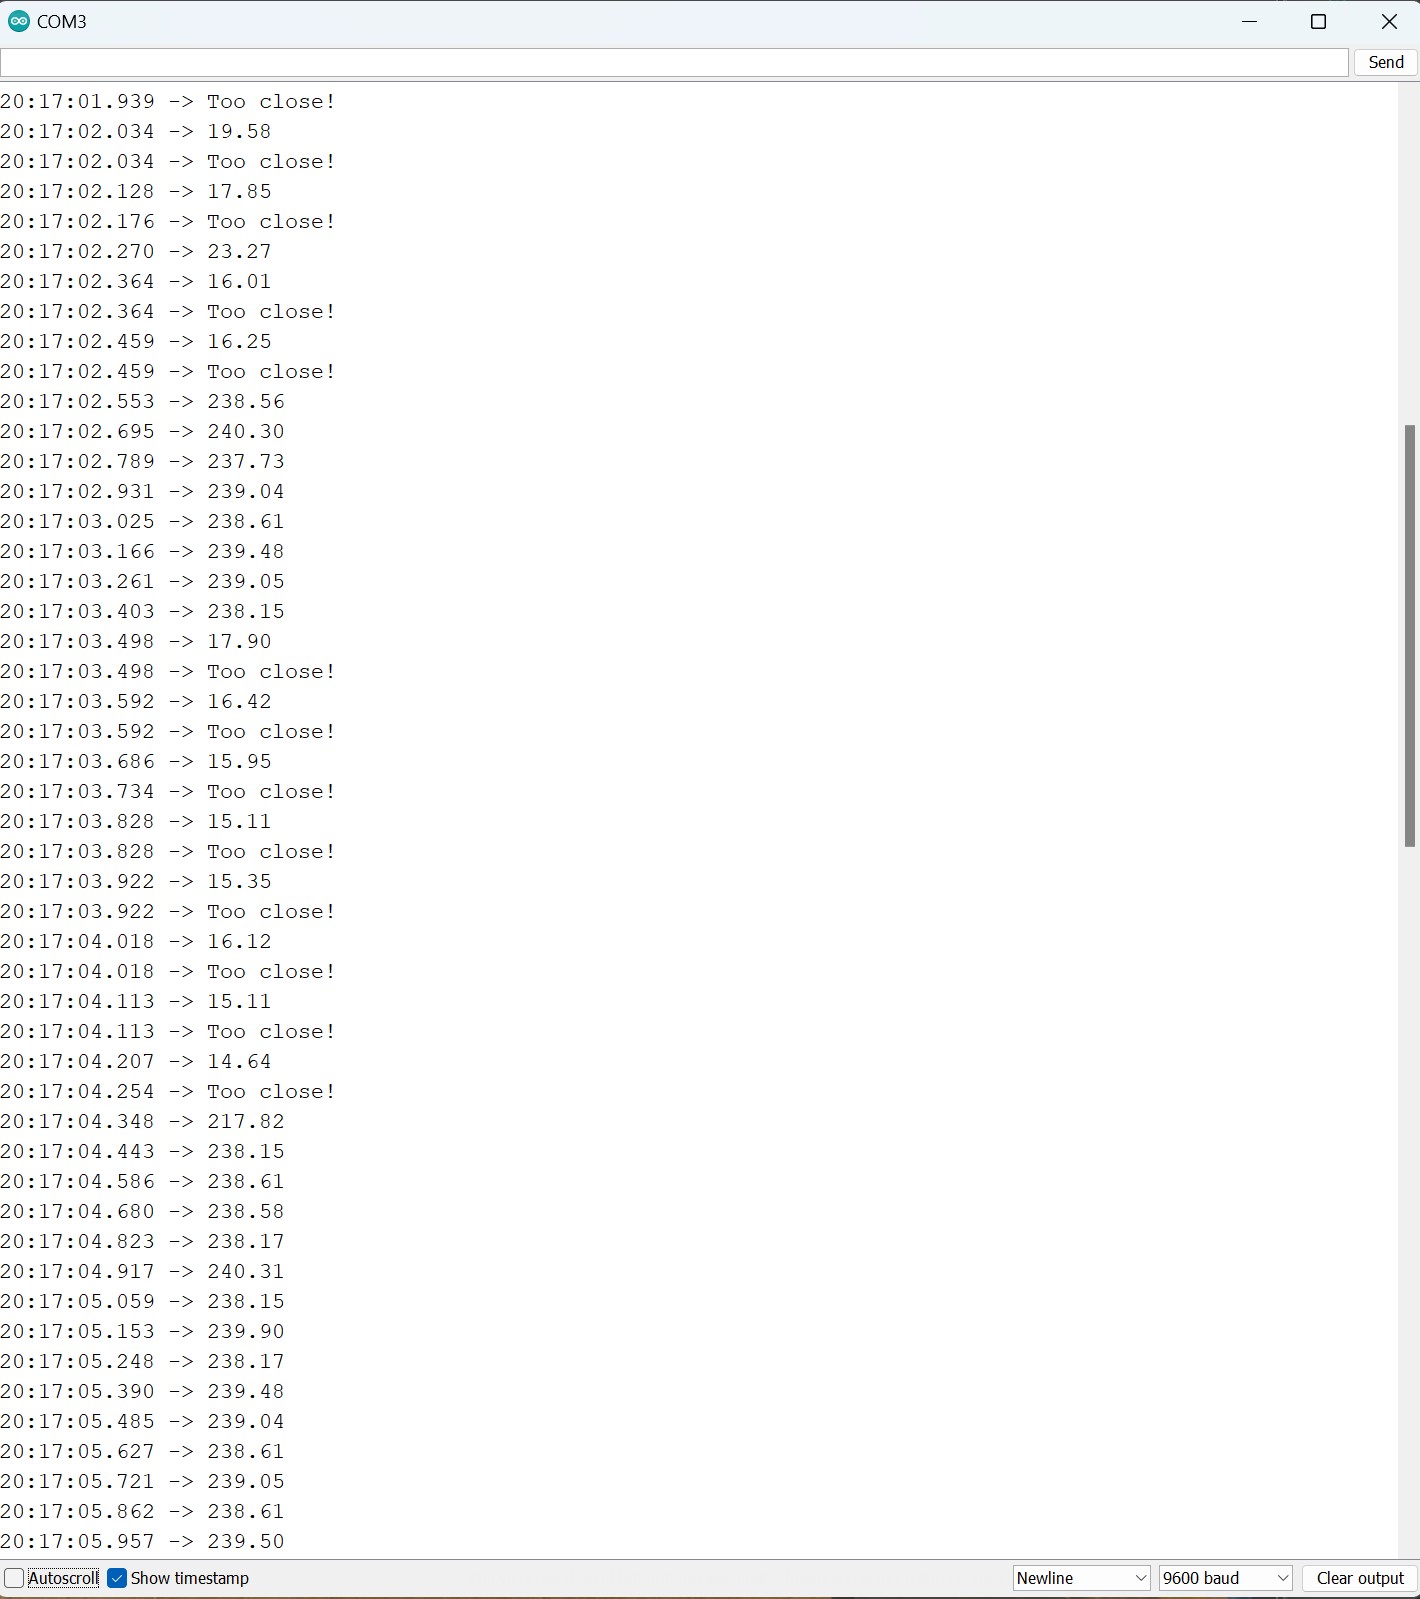 COM3
Send
20:17:01.939 -> Too close!
20:17:02.034 -> 19.58
20:17:02.034 -> Too close!
20:17:02.128 -> 17.85
20:17:02.176 -> Too close!
20:17:02.270 -> 23.27
20:17:02.364 -> 16.01
20:17:02.364 -> Too close!
20:17:02.459 -> 16.25
20:17:02.459 -> Too close!
20:17:02.553 -> 238.56
20:17:02.695 -> 240.30
20:17:02.789 -> 237.73
20:17:02.931 -> 239.04
20:17:03.025 -> 238.61
20:17:03.166 -> 239.48
20:17:03.261 -> 239.05
20:17:03.403 -> 238.15
20:17:03.498 -> 17.90
20:17:03.498 -> Too close!
20:17:03.592 -> 16.42
20:17:03.592 -> Too close!
20:17:03.686 -> 15.95
20:17:03.734 -> Too close!
20:17:03.828 -> 15.11
20:17:03.828 -> Too close!
20:17:03.922 -> 15.35
20:17:03.922 -> Too close!
20:17:04.018 -> 16.12
20:17:04.018 -> Too close!
20:17:04.113 -> 15.11
20:17:04.113 -> Too close!
20:17:04.207 -> 14.64
20:17:04.254 -> Too close!
20:17:04.348 -> 217.82
20:17:04.443 -> 238.15
20:17:04.586 -> 238.61
20:17:04.680 -> 238.58
20:17:04.823 -> 238.17
20:17:04.917 -> 240.31
20:17:05.059 -> 238.15
20:17:05.153 -> 239.90
20:17:05.248 -> 238.17
20:17:05.390 -> 239.48
20:17:05.485 -> 239.04
20:17:05.627 -> 238.61
20:17:05.721 -> 239.05
20:17:05.862 -> 238.61
20:17:05.957 -> 239.50
Autoscroll Show timestamp Newline 9600 baud Clear output